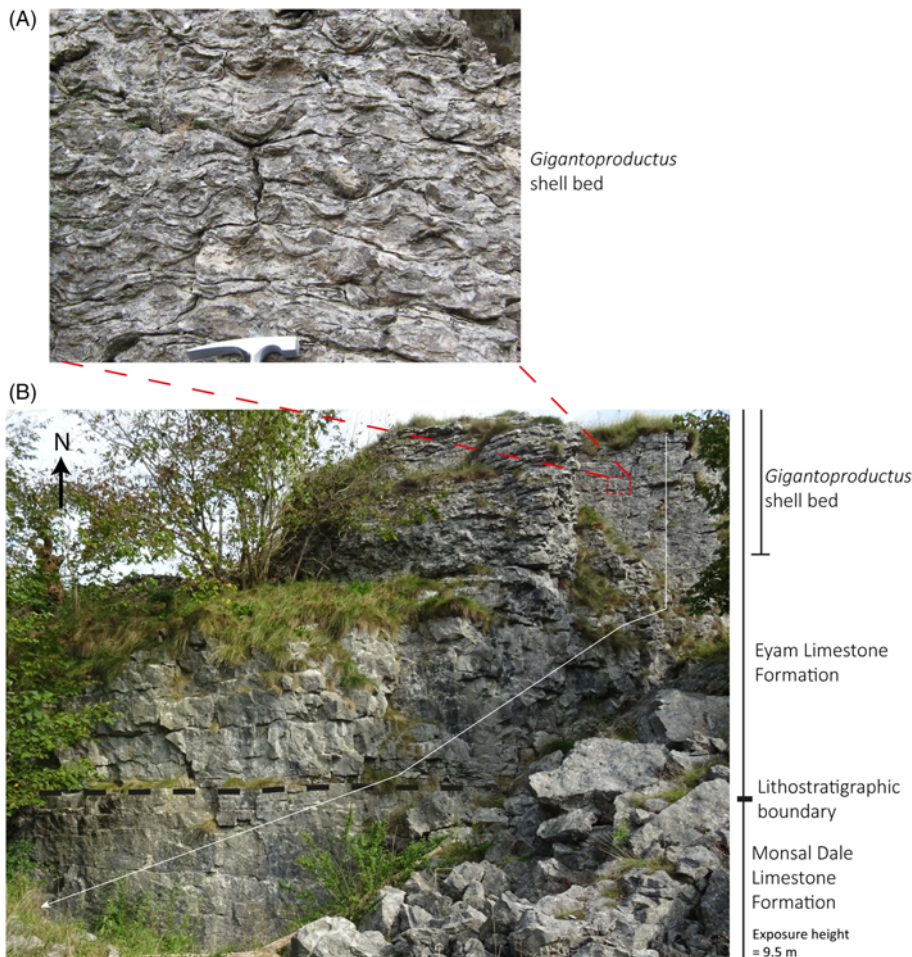 (A)
Gigantoproductus
shell bed
(B)
N
Gigantoproductus
shell bed
Eyam Limestone
Formation
Lithostratigraphic
boundary
Monsal Dale
Limestone
Formation
Exposure height
= 9.5 m